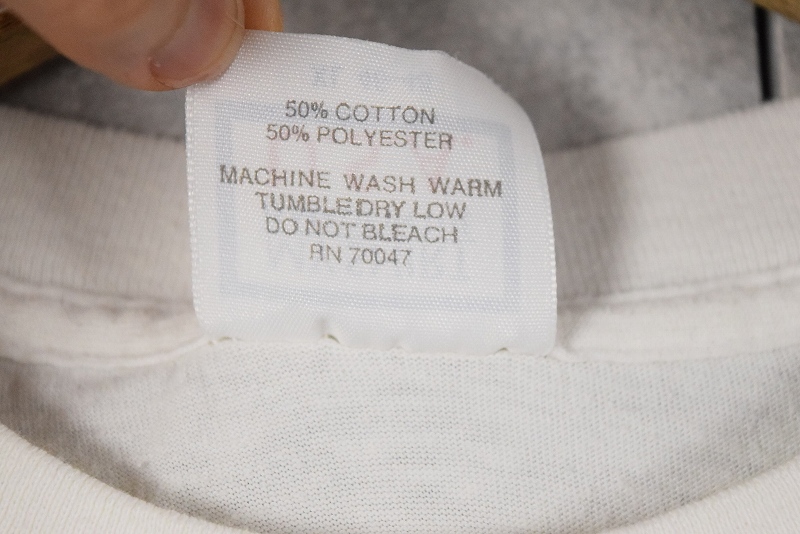 50% COTTON
50% POLYESTER
MACHINE WASH WARM
TUMBLE DRY LOW
DO NOT BLEACH
RN 70047